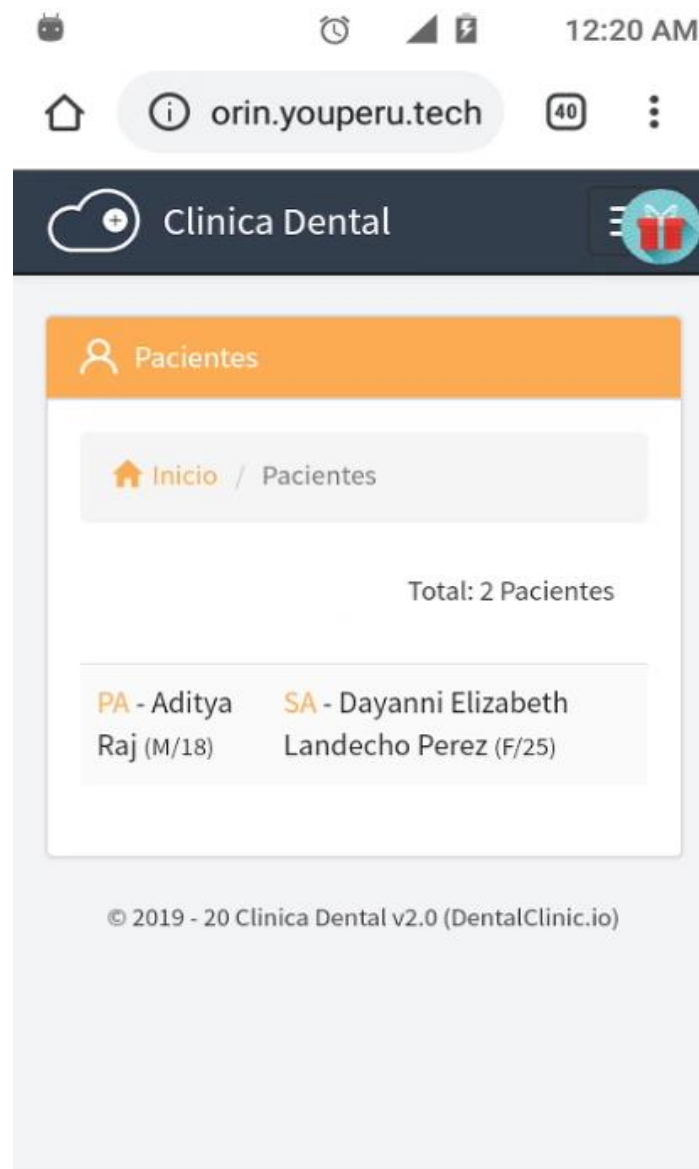 12:20 AM
orin.youperu.tech 40
Clinica Dental
Pacientes
Inicio / Pacientes
Total: 2 Pacientes
PA - Aditya Raj (M/18)
SA - Dayanni Elizabeth Landecho Perez (F/25)
© 2019 - 20 Clinica Dental v2.0 (DentalClinic.io)